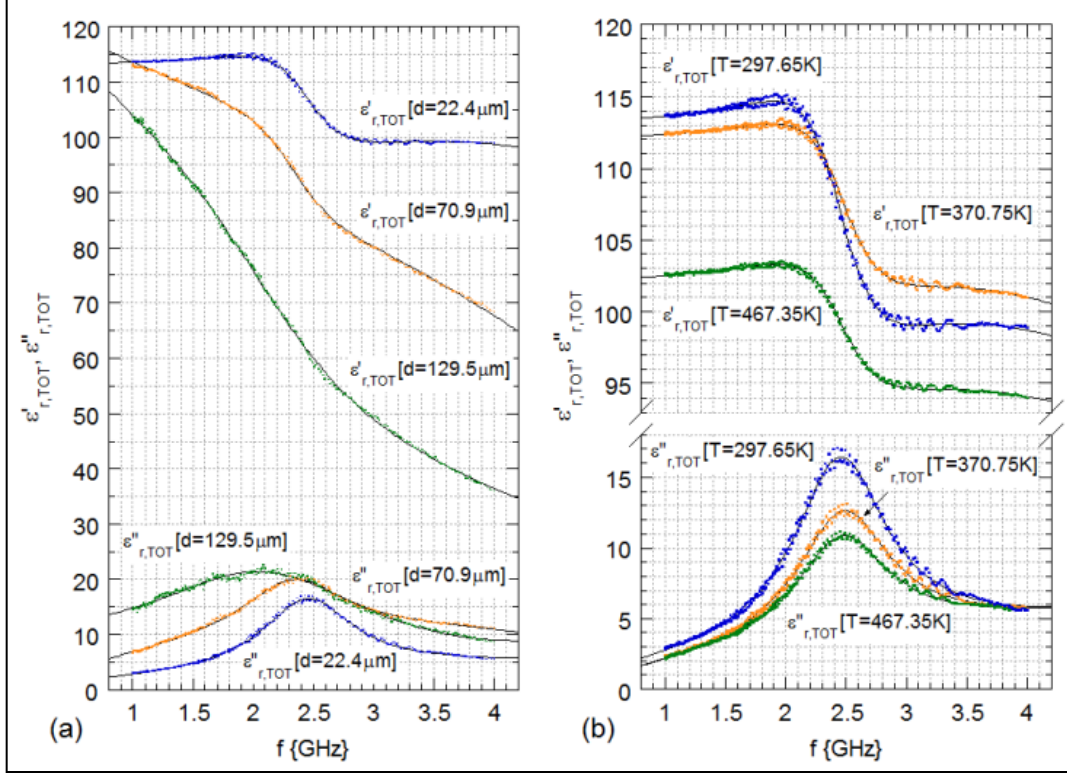 120
110
100
90
80
70
60
50
40
30
20
10
0
ε'r,TOT, ε''r,TOT
ε'r,TOT[d=22.4μm]
ε'r,TOT[d=70.9μm]
ε'r,TOT[d=129.5μm]
ε''r,TOT[d=129.5μm]
ε''r,TOT[d=70.9μm]
ε''r,TOT[d=22.4μm]
1 1.5 2 2.5 3 3.5 4
(a)
f {GHz}
120
115
110
105
100
95
15
10
5
0
ε'r,TOT, ε''r,TOT
ε'r,TOT[T=297.65K]
ε'r,TOT[T=370.75K]
ε'r,TOT[T=467.35K]
ε''r,TOT[T=297.65K]
ε''r,TOT[T=370.75K]
ε''r,TOT[T=467.35K]
1 1.5 2 2.5 3 3.5 4
(b)
f {GHz}